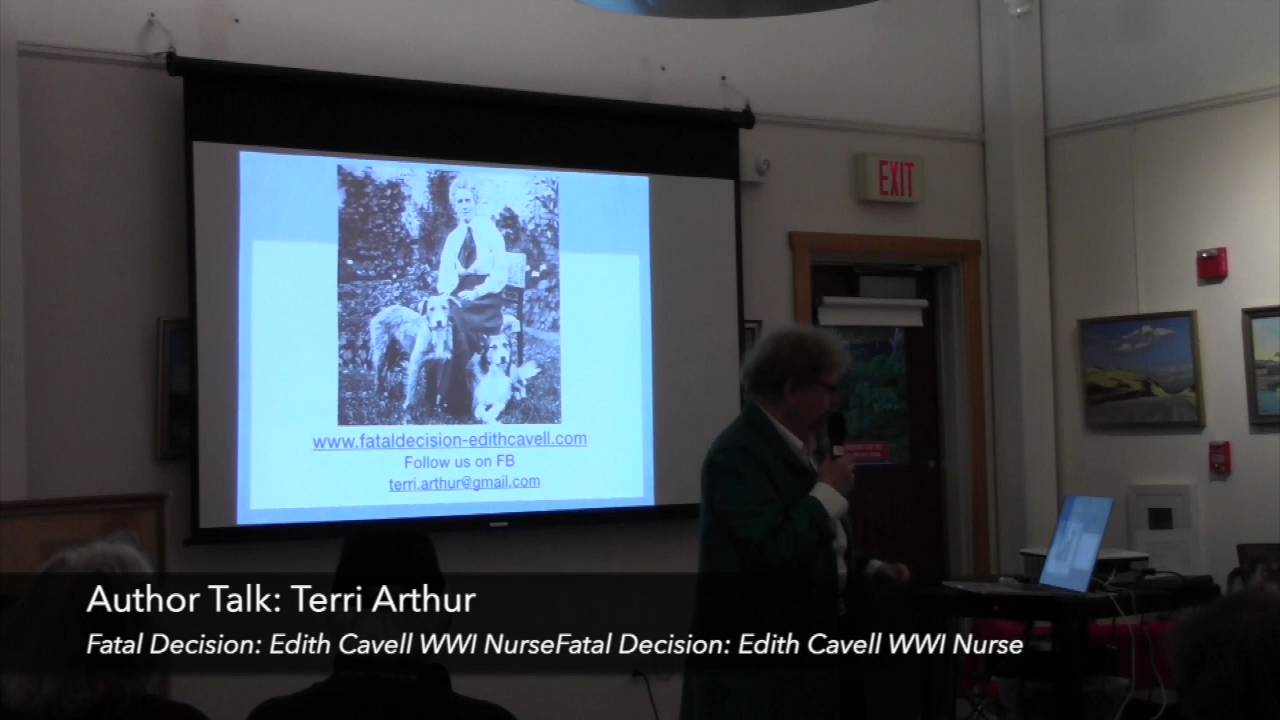 EXIT
www.fataldecision-edithcavell.com
Follow us on FB
terri.arthur@gmail.com
Author Talk: Terri Arthur
Fatal Decision: Edith Cavell WWI NurseFatal Decision: Edith Cavell WWI Nurse